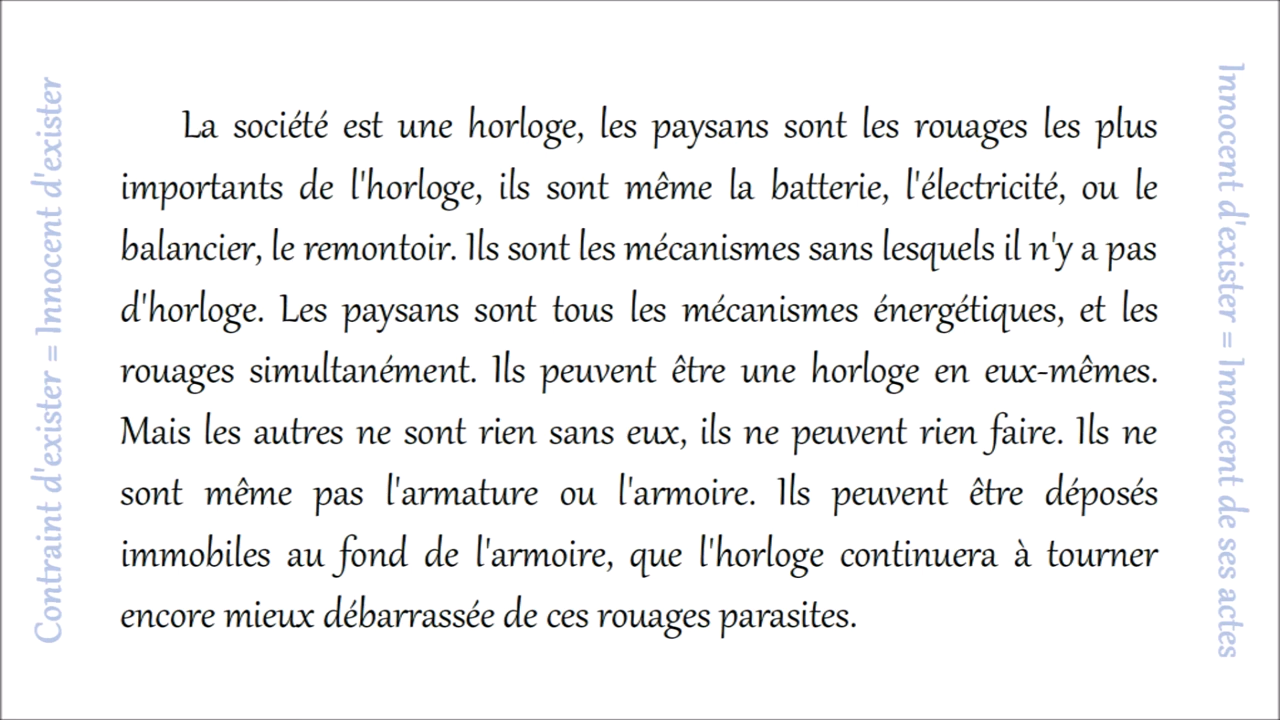 Contraint d'exister = Innocent d'exister
La société est une horloge, les paysans sont les rouages les plus
importants de l'horloge, ils sont même la batterie, l'électricité, ou le
balancier, le remontoir. Ils sont les mécanismes sans lesquels il n'y a pas
d'horloge. Les paysans sont tous les mécanismes énergétiques, et les
rouages simultanément. Ils peuvent être une horloge en eux-mêmes.
Mais les autres ne sont rien sans eux, ils ne peuvent rien faire. Ils ne
sont même pas l'armature ou l'armoire. Ils peuvent être déposés
immobiles au fond de l'armoire, que l'horloge continuera à tourner
encore mieux débarrassée de ces rouages parasites.
Innocent d'exister = Innocent de ses actes